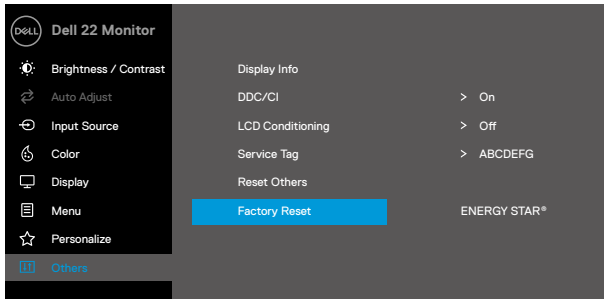 DELL Dell 22 Monitor
Brightness / Contrast
Auto Adjust
Input Source
Color
Display
Menu
Personalize
Others
Display Info
DDC/CI > On
LCD Conditioning > Off
Service Tag > ABCDEFG
Reset Others
Factory Reset ENERGY STAR®